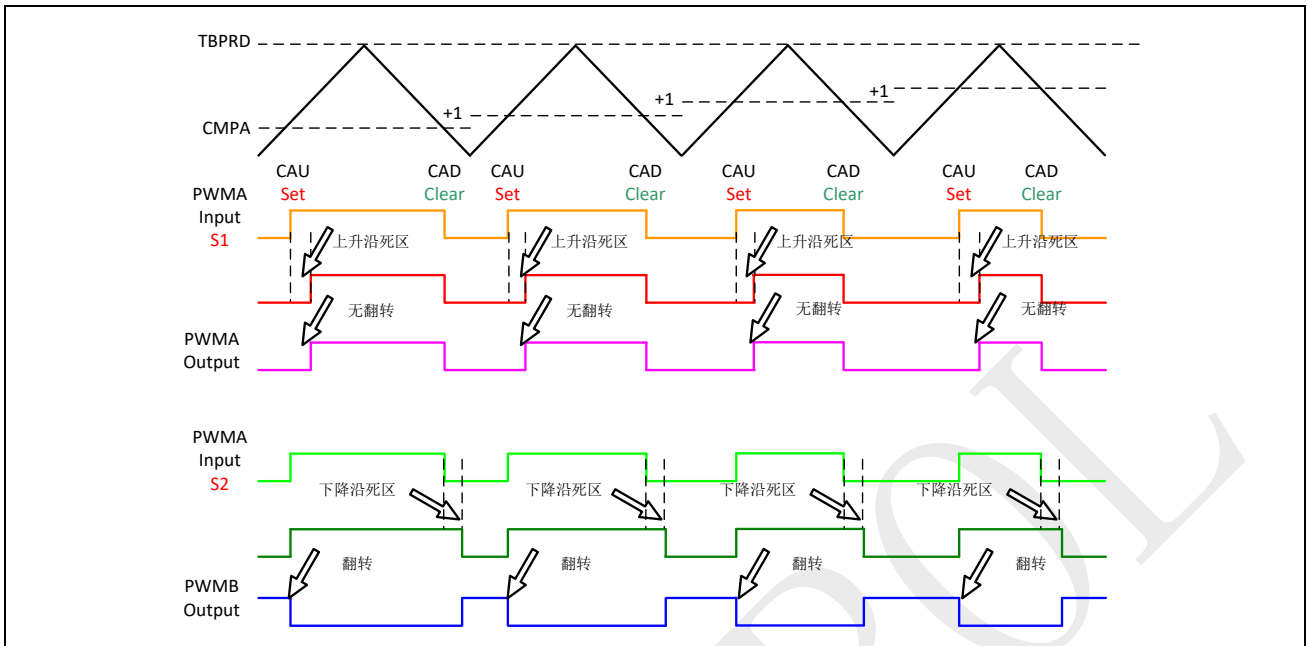 TBPRD
+1
+1
+1
CMPA
CAU CAD CAU CAD CAU CAD CAU CAD
PWMA Set Clear Set Clear Set Clear Set Clear
Input
S1
上升沿死区 上升沿死区 上升沿死区 上升沿死区
无翻转 无翻转 无翻转 无翻转
PWMA
Output
PWMA
Input
S2
下降沿死区 下降沿死区 下降沿死区 下降沿死区
翻转 翻转 翻转 翻转
PWMB
Output
POL